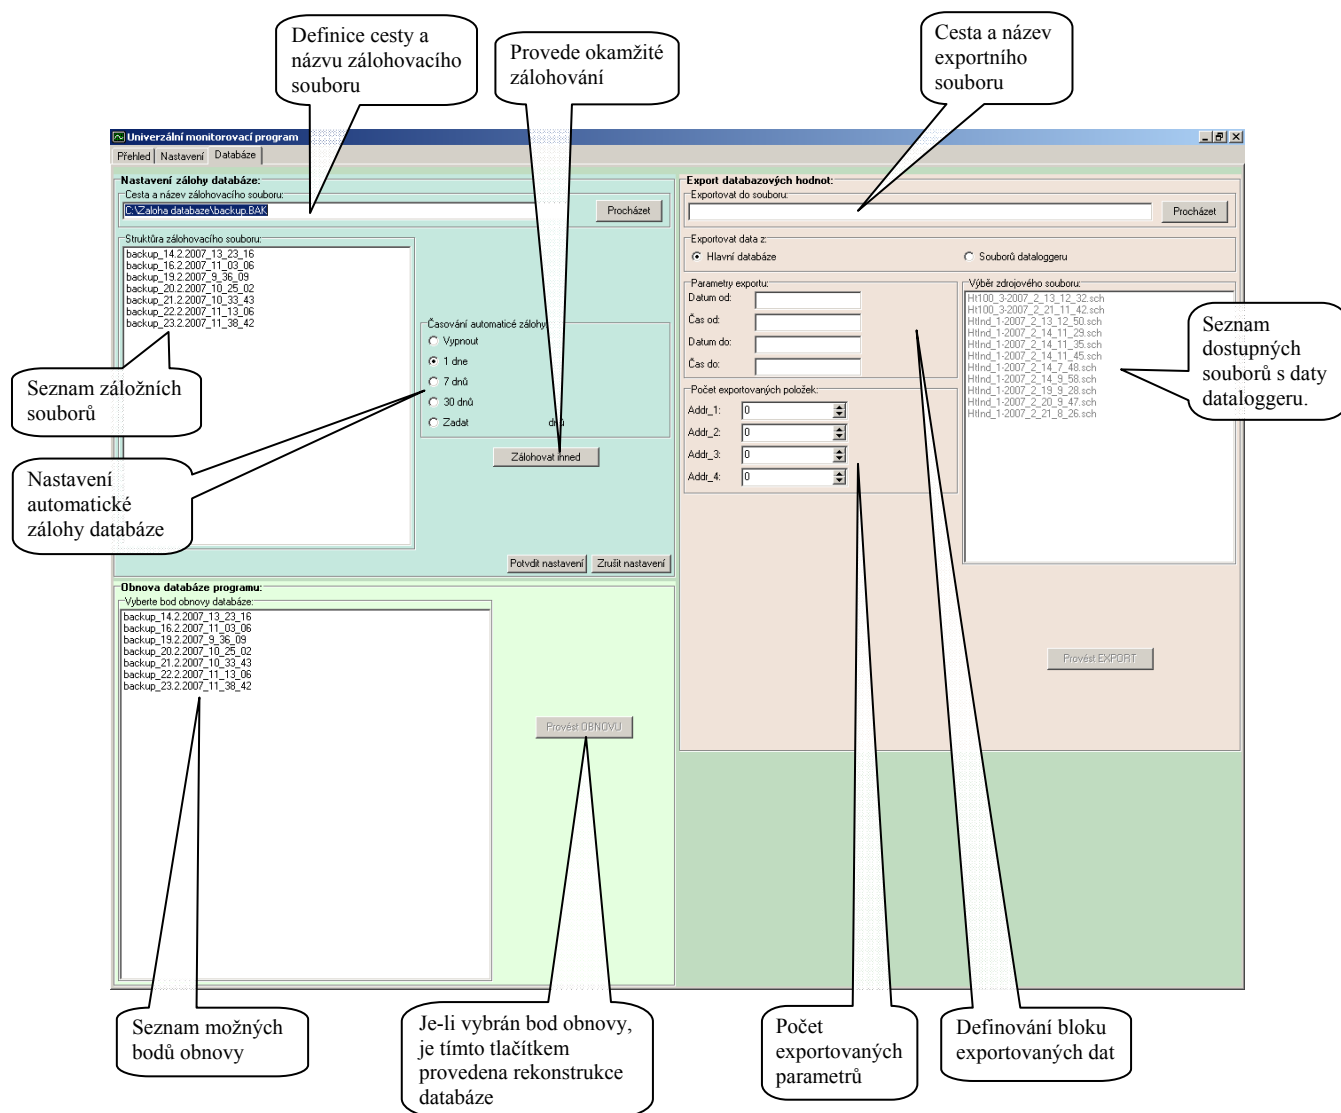 Definice cesty a
názvu zálohovacího
souboru
Provede okamžité
zálohování
Cesta a název
exportního
souboru
Univerzální monitorovací program
Přehled
Nastavení
Databáze
Nastavení zálohy databáze:
Cesta a název zálohovacího souboru:
C:\Zaloha databaze\backup.BAK
Procházet
Struktůra zálohovacího souboru:
backup_14.2.2007_13_23_16
backup_16.2.2007_11_03_06
backup_19.2.2007_9_36_09
backup_20.2.2007_10_25_02
backup_21.2.2007_10_33_43
backup_22.2.2007_11_13_06
backup_23.2.2007_11_38_42
Časování automaticé zálohy
Vypnout
1 dne
7 dnů
30 dnů
Zadat
dnů
Zálohovat ihned
Potvdit nastavení
Zrušit nastavení
Seznam záložních
souborů
Nastavení
automatické
zálohy databáze
Export databazových hodnot:
Exportovat do souboru:
Procházet
Exportovat data z:
Hlavní databáze
Souborů dataloggeru
Parametry exportu:
Datum od:
Čas od:
Datum do:
Čas do:
Počet exportovaných položek:
Addr_1: 0
Addr_2: 0
Addr_3: 0
Addr_4: 0
Výběr zdrojového souboru:
Ht100_3-2007_2_13_12_32.sch
Ht100_3-2007_2_21_11_42.sch
HtInd_1-2007_2_13_12_50.sch
HtInd_1-2007_2_14_11_29.sch
HtInd_1-2007_2_14_11_35.sch
HtInd_1-2007_2_14_11_45.sch
HtInd_1-2007_2_14_7_48.sch
HtInd_1-2007_2_14_9_58.sch
HtInd_1-2007_2_19_9_28.sch
HtInd_1-2007_2_20_9_47.sch
HtInd_1-2007_2_21_8_26.sch
Seznam
dostupných
souborů s daty
dataloggeru.
Provést EXPORT
Obnova databáze programu:
Vyberte bod obnovy databáze:
backup_14.2.2007_13_23_16
backup_16.2.2007_11_03_06
backup_19.2.2007_9_36_09
backup_20.2.2007_10_25_02
backup_21.2.2007_10_33_43
backup_22.2.2007_11_13_06
backup_23.2.2007_11_38_42
Provést OBNOVU
Seznam možných
bodů obnovy
Je-li vybrán bod obnovy,
je tímto tlačítkem
provedena rekonstrukce
databáze
Počet
exportovaných
parametrů
Definování bloku
exportovaných dat